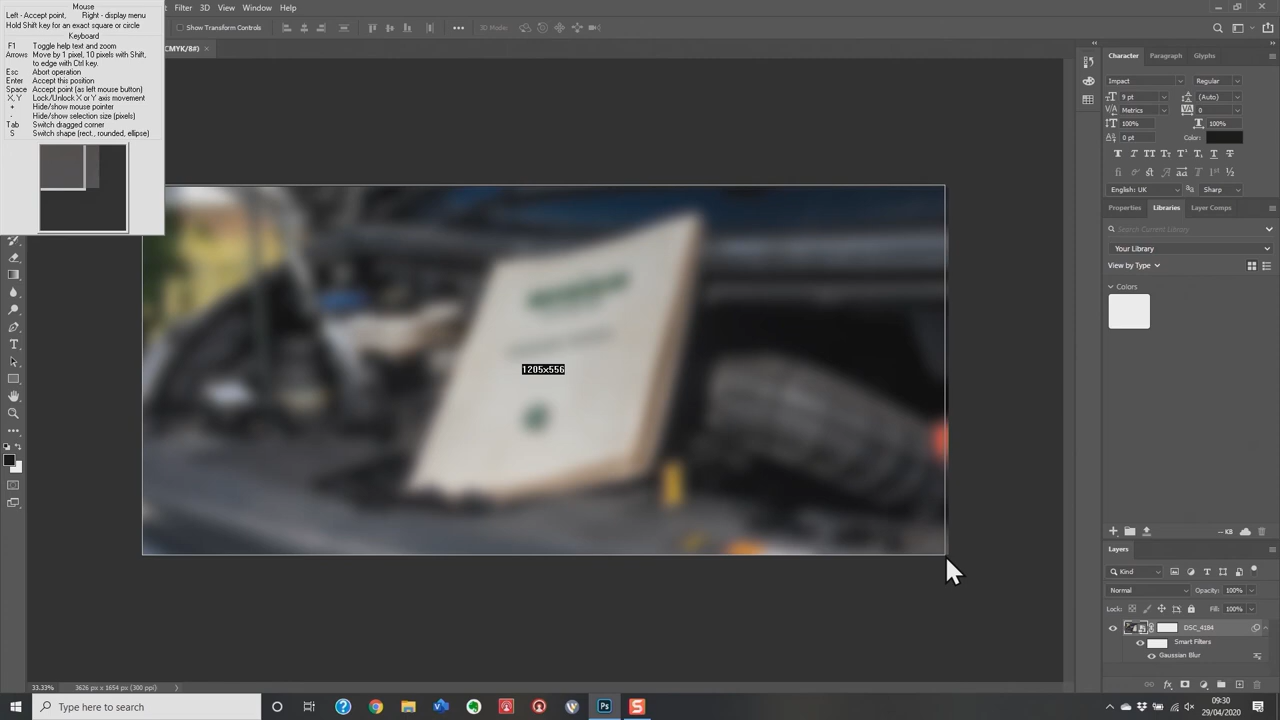 Mouse
Left - Accept point, Right - display menu
Hold Shift key for an exact square or circle
Keyboard
F1 Toggle help text and zoom
Arrows Move by 1 pixel, 10 pixels with Shift,
to edge with Ctrl key.
Esc Abort operation
Enter Accept this position
Space Accept point (as left mouse button)
X, Y Lock/Unlock X or Y axis movement
+ Hide/show mouse pointer
- Hide/show selection size (pixels)
Tab Switch dragged corner
S Switch shape (rect., rounded, ellipse)
Filter 3D View Window Help
Show Transform Controls
3D Mode:
CMYK/8#) ×
Character Paragraph Glyphs
Impact Regular
9 pt (Auto)
Metrics 0
100% 100%
0 pt Color:
English: UK Sharp
Properties Libraries Layer Comps
Search Current Library
Your Library
View by Type
Colors
1205x556
-- KB
Layers
Kind
Normal Opacity: 100%
Lock: Fill: 100%
DSC_4184
Smart Filters
Gaussian Blur
33.33% 3626 px x 1654 px (300 ppi)
Type here to search
09:30
29/04/2020